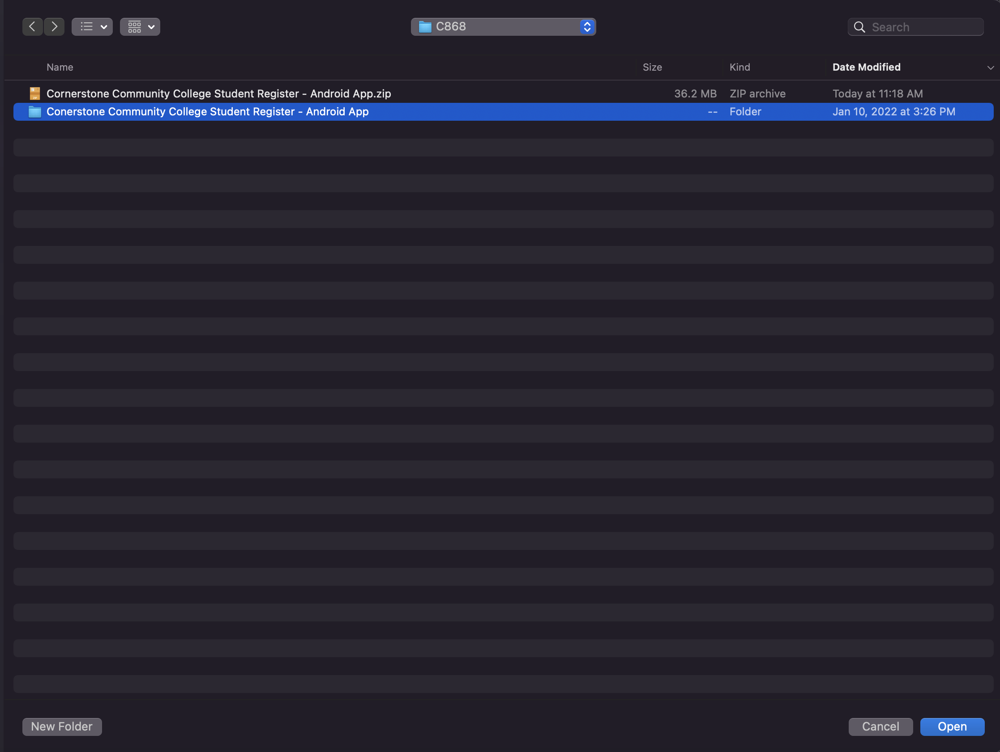 C868
Search
Name Size Kind Date Modified
ZIP Cornerstone Community College Student Register - Android App.zip 36.2 MB ZIP archive Today at 11:18 AM
Conerstone Community College Student Register - Android App -- Folder Jan 10, 2022 at 3:26 PM
New Folder Cancel Open